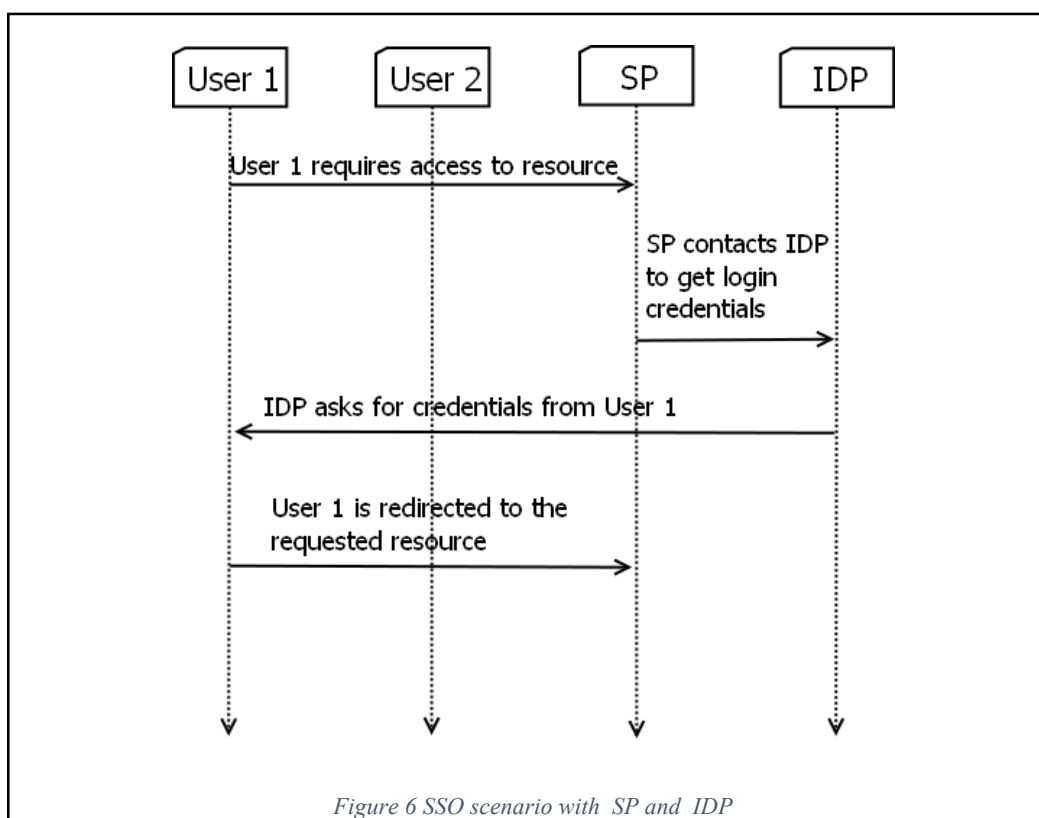 User 1 User 2 SP IDP
User 1 requires access to resource
SP contacts IDP
to get login
credentials
IDP asks for credentials from User 1
User 1 is redirected to the
requested resource
Figure 6 SSO scenario with SP and IDP